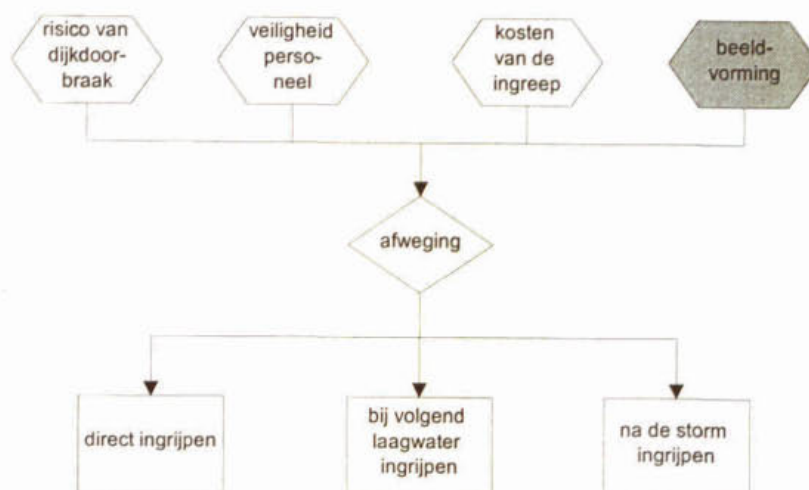 risico van
dijkdoor-
braak
veiligheid
perso-
neel
kosten
van de
ingreep
beeld-
vorming
afweging
direct ingrijpen
bij volgend
laagwater
ingrijpen
na de storm
ingrijpen